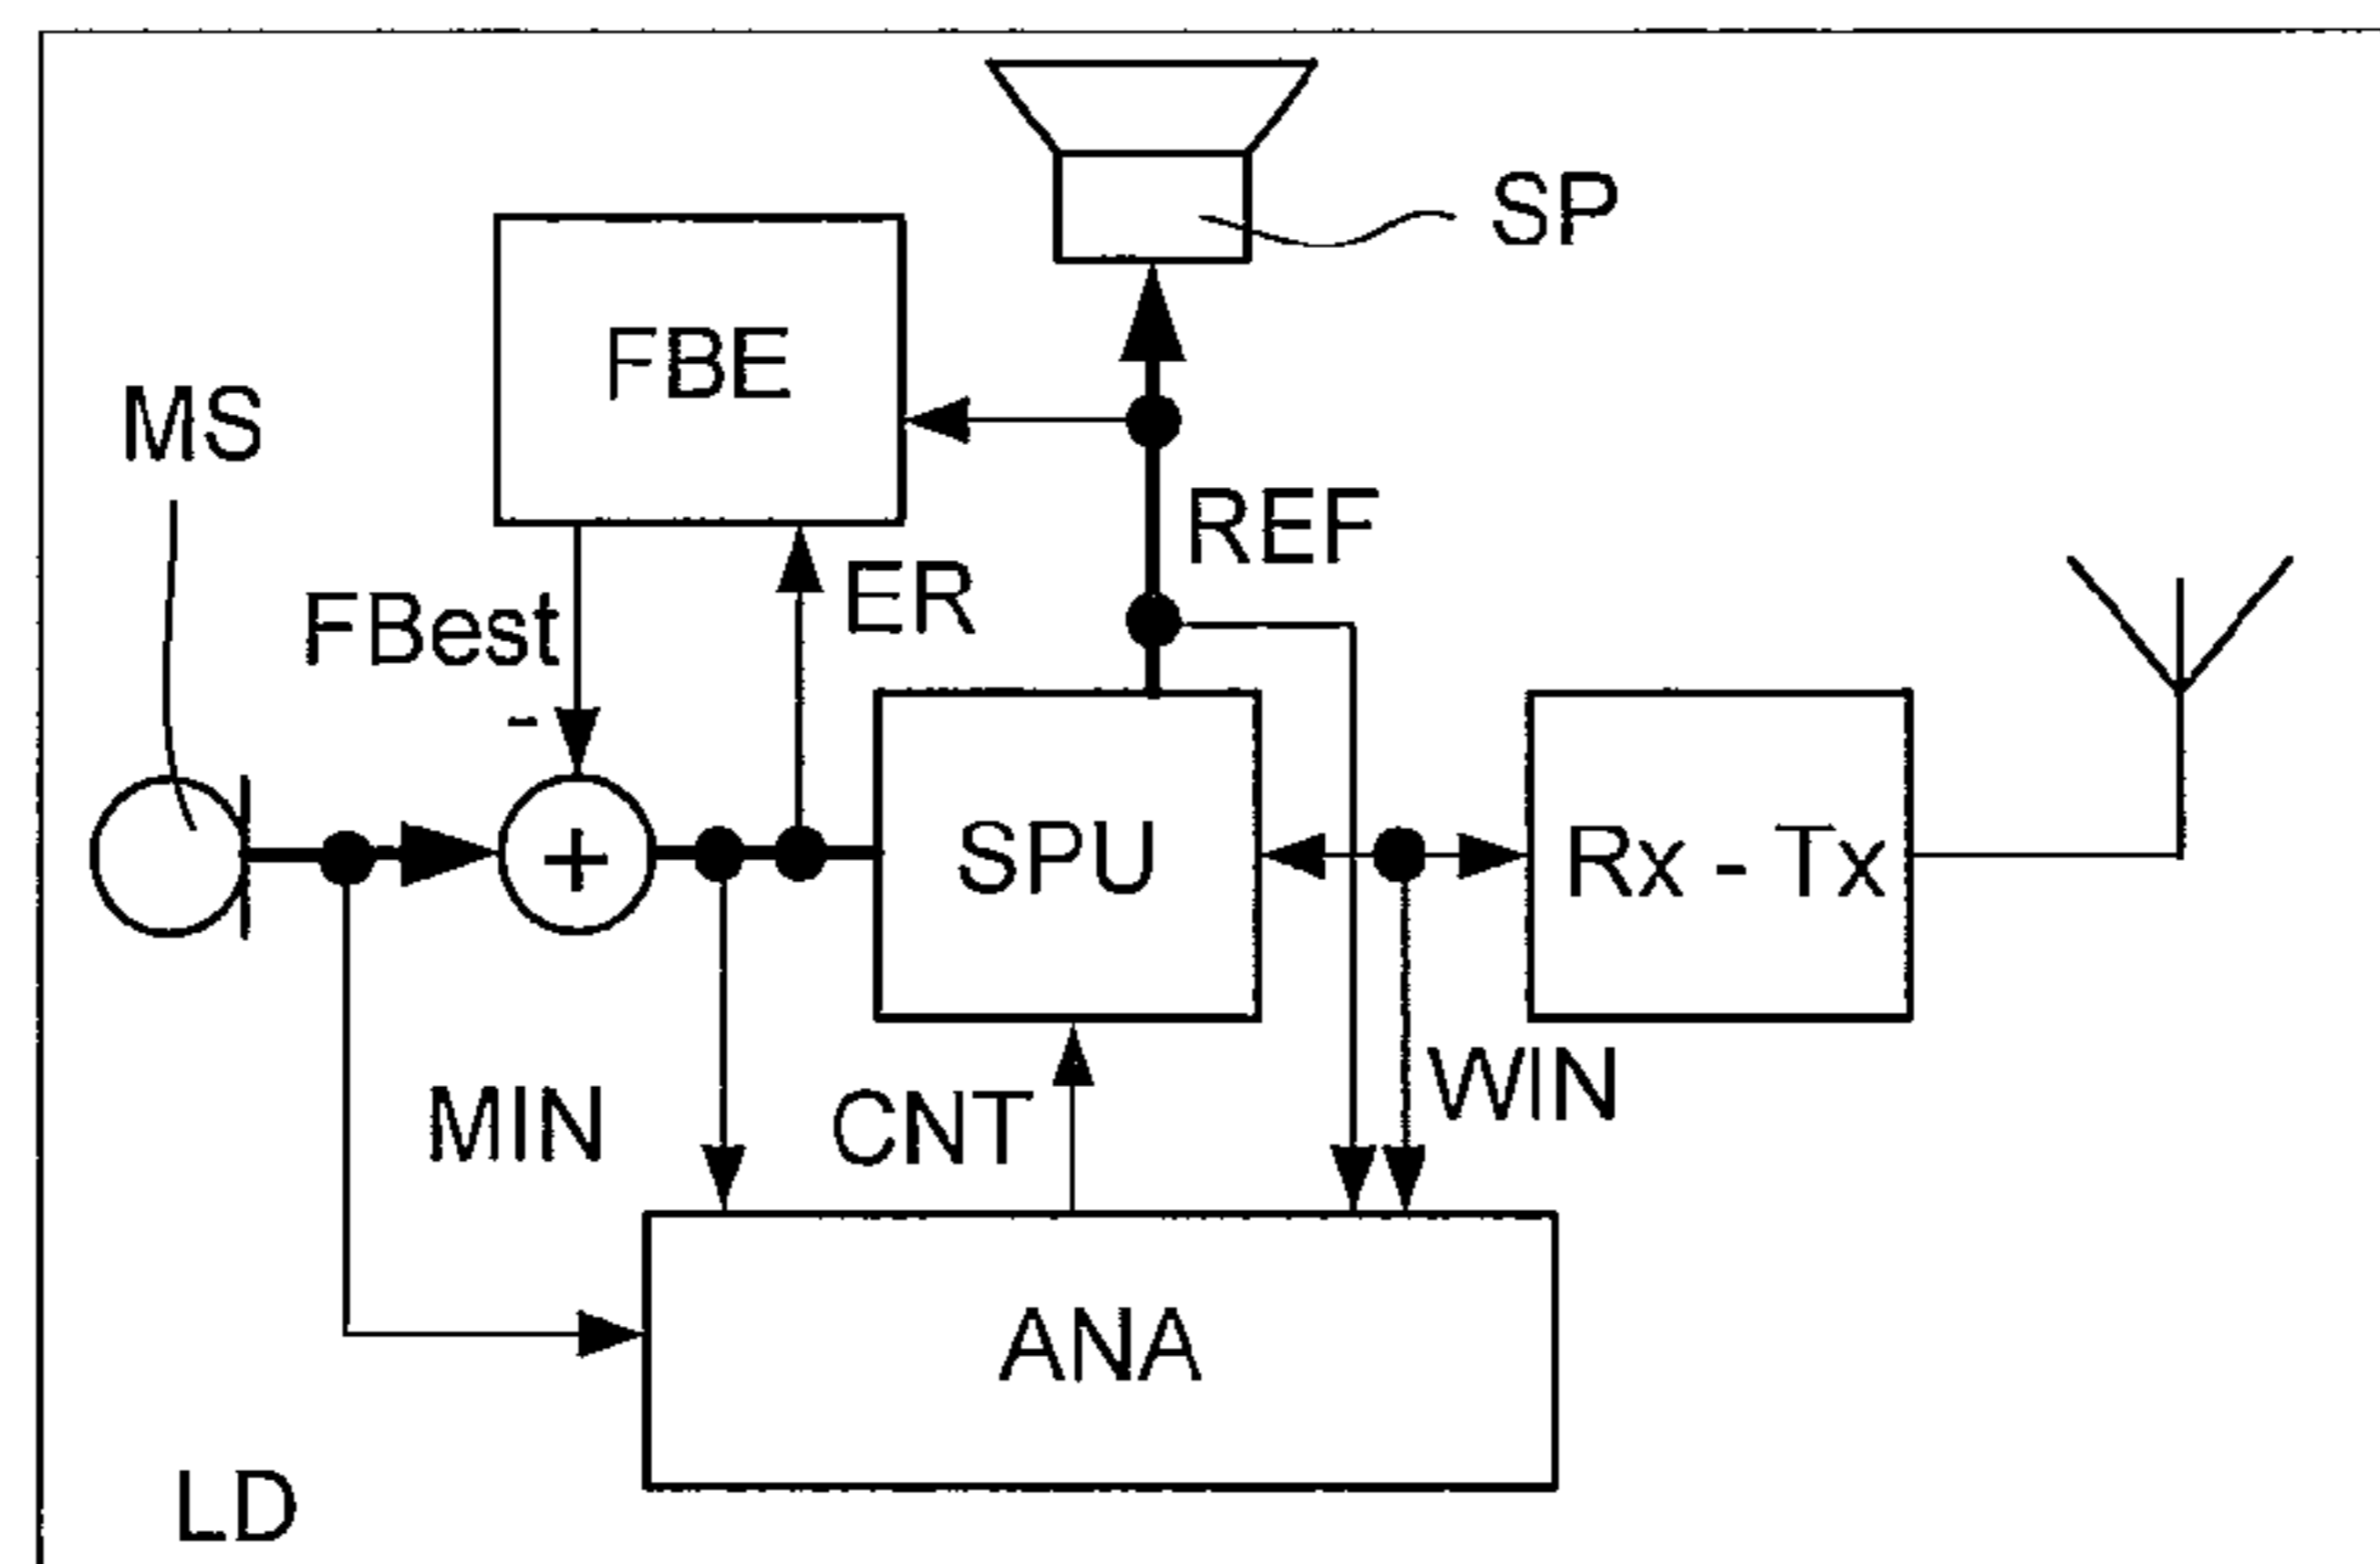 SP
FBE
MS
REF
ER
FBest
-
+
SPU
Rx - Tx
WIN
MIN
CNT
ANA
LD